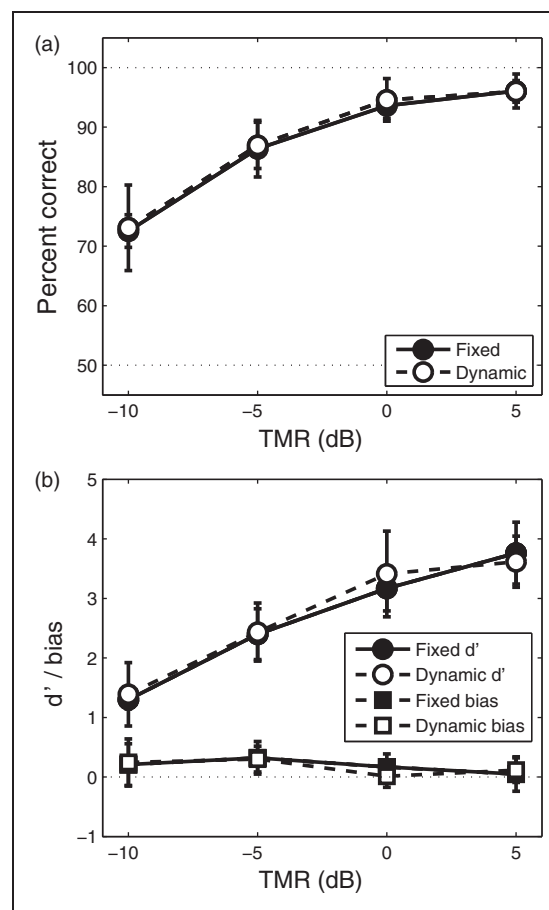 (a)
100
90
80
70
60
50
Percent correct
Fixed
Dynamic
−10
−5
0
5
TMR (dB)
(b)
5
4
3
2
1
0
−1
d' / bias
Fixed d'
Dynamic d'
Fixed bias
Dynamic bias
−10
−5
0
5
TMR (dB)